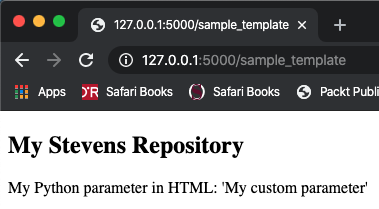 127.0.0.1:5000/sample_template
127.0.0.1:5000/sample_template
Apps Safari Books Safari Books Packt Publi
My Stevens Repository
My Python parameter in HTML: 'My custom parameter'